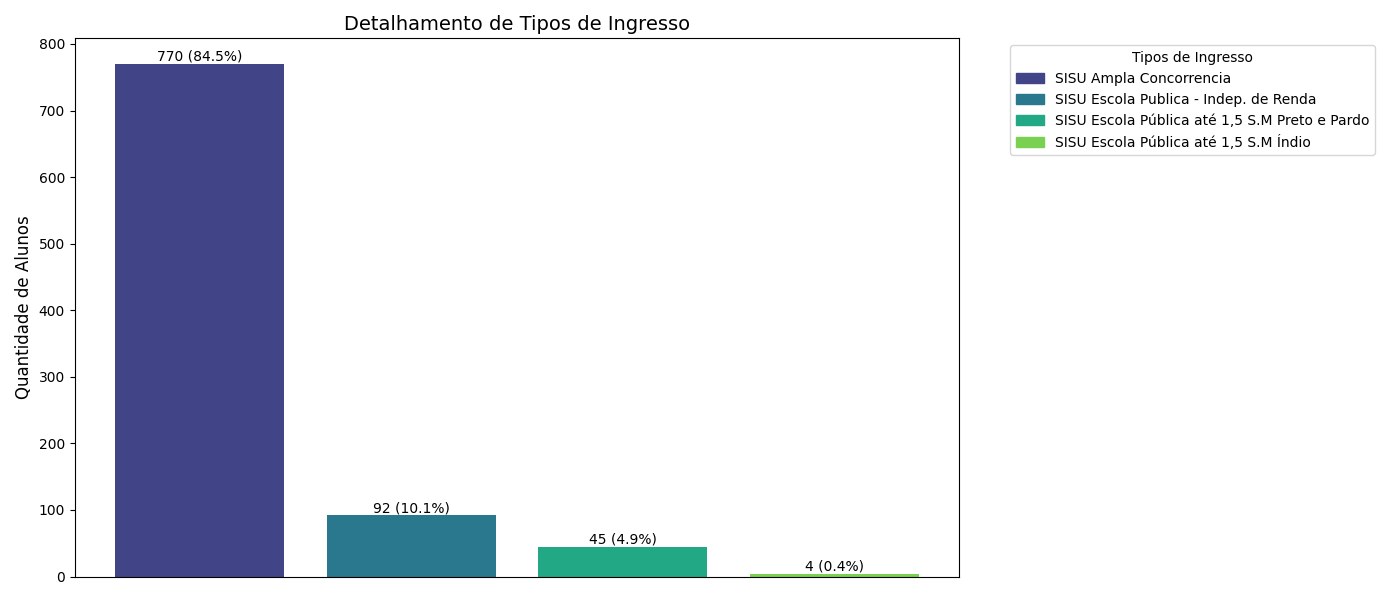 Detalhamento de Tipos de Ingresso
Quantidade de Alunos
800
700
600
500
400
300
200
100
0
770 (84.5%)
92 (10.1%)
45 (4.9%)
4 (0.4%)
Tipos de Ingresso
SISU Ampla Concorrencia
SISU Escola Publica - Indep. de Renda
SISU Escola Pública até 1,5 S.M Preto e Pardo
SISU Escola Pública até 1,5 S.M Índio